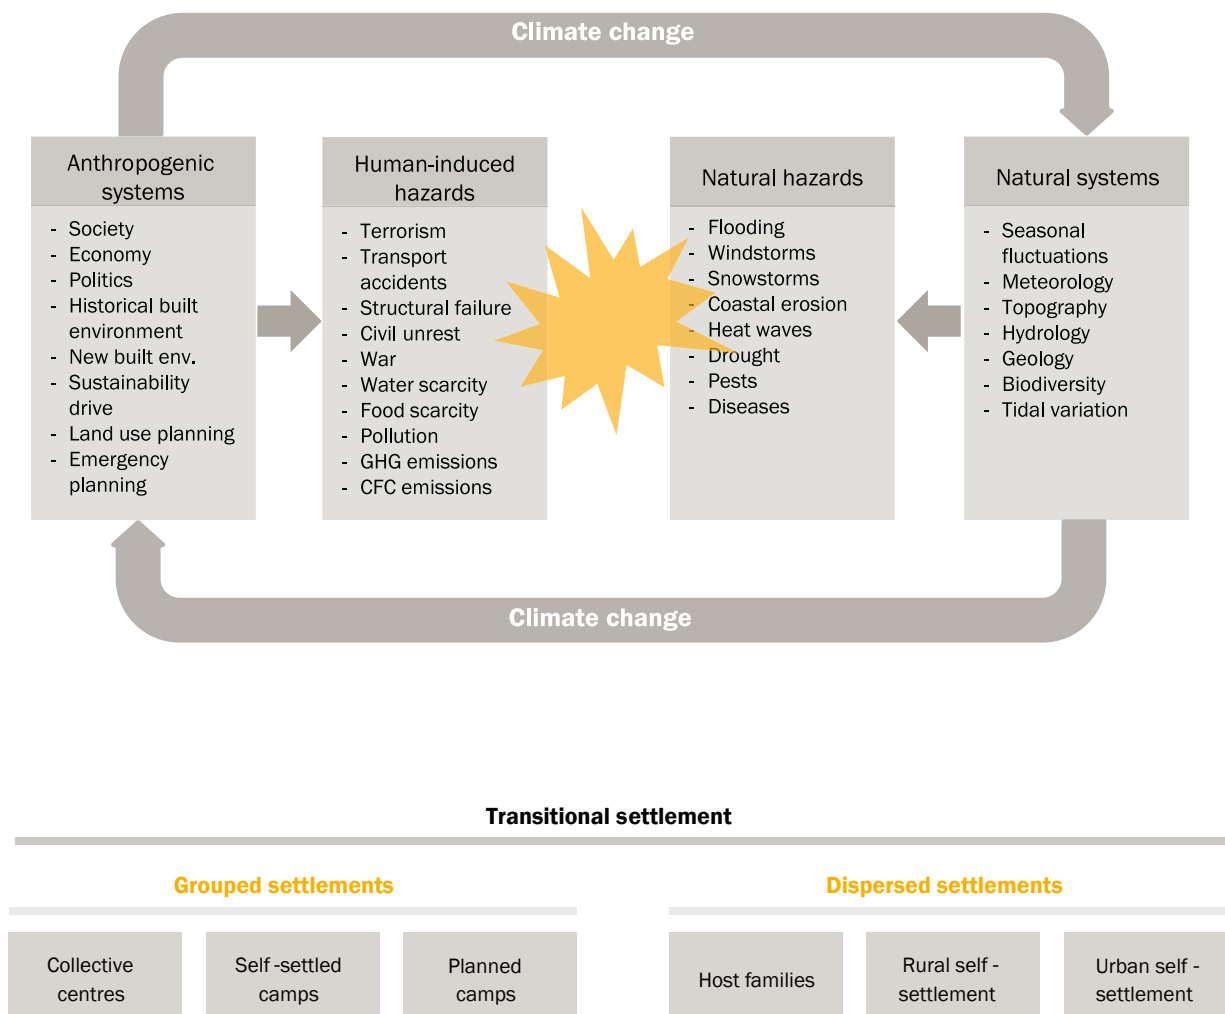 Climate change
Anthropogenic
systems
- Society
- Economy
- Politics
- Historical built
environment
- New built env.
- Sustainability
drive
- Land use planning
- Emergency
planning
Human-induced
hazards
- Terrorism
- Transport
accidents
- Structural failure
- Civil unrest
- War
- Water scarcity
- Food scarcity
- Pollution
- GHG emissions
- CFC emissions
Natural hazards
- Flooding
- Windstorms
- Snowstorms
- Coastal erosion
- Heat waves
- Drought
- Pests
- Diseases
Natural systems
- Seasonal
fluctuations
- Meteorology
- Topography
- Hydrology
- Geology
- Biodiversity
- Tidal variation
Climate change
Transitional settlement
Grouped settlements
Collective
centres
Self -settled
camps
Planned
camps
Dispersed settlements
Host families
Rural self -
settlement
Urban self -
settlement